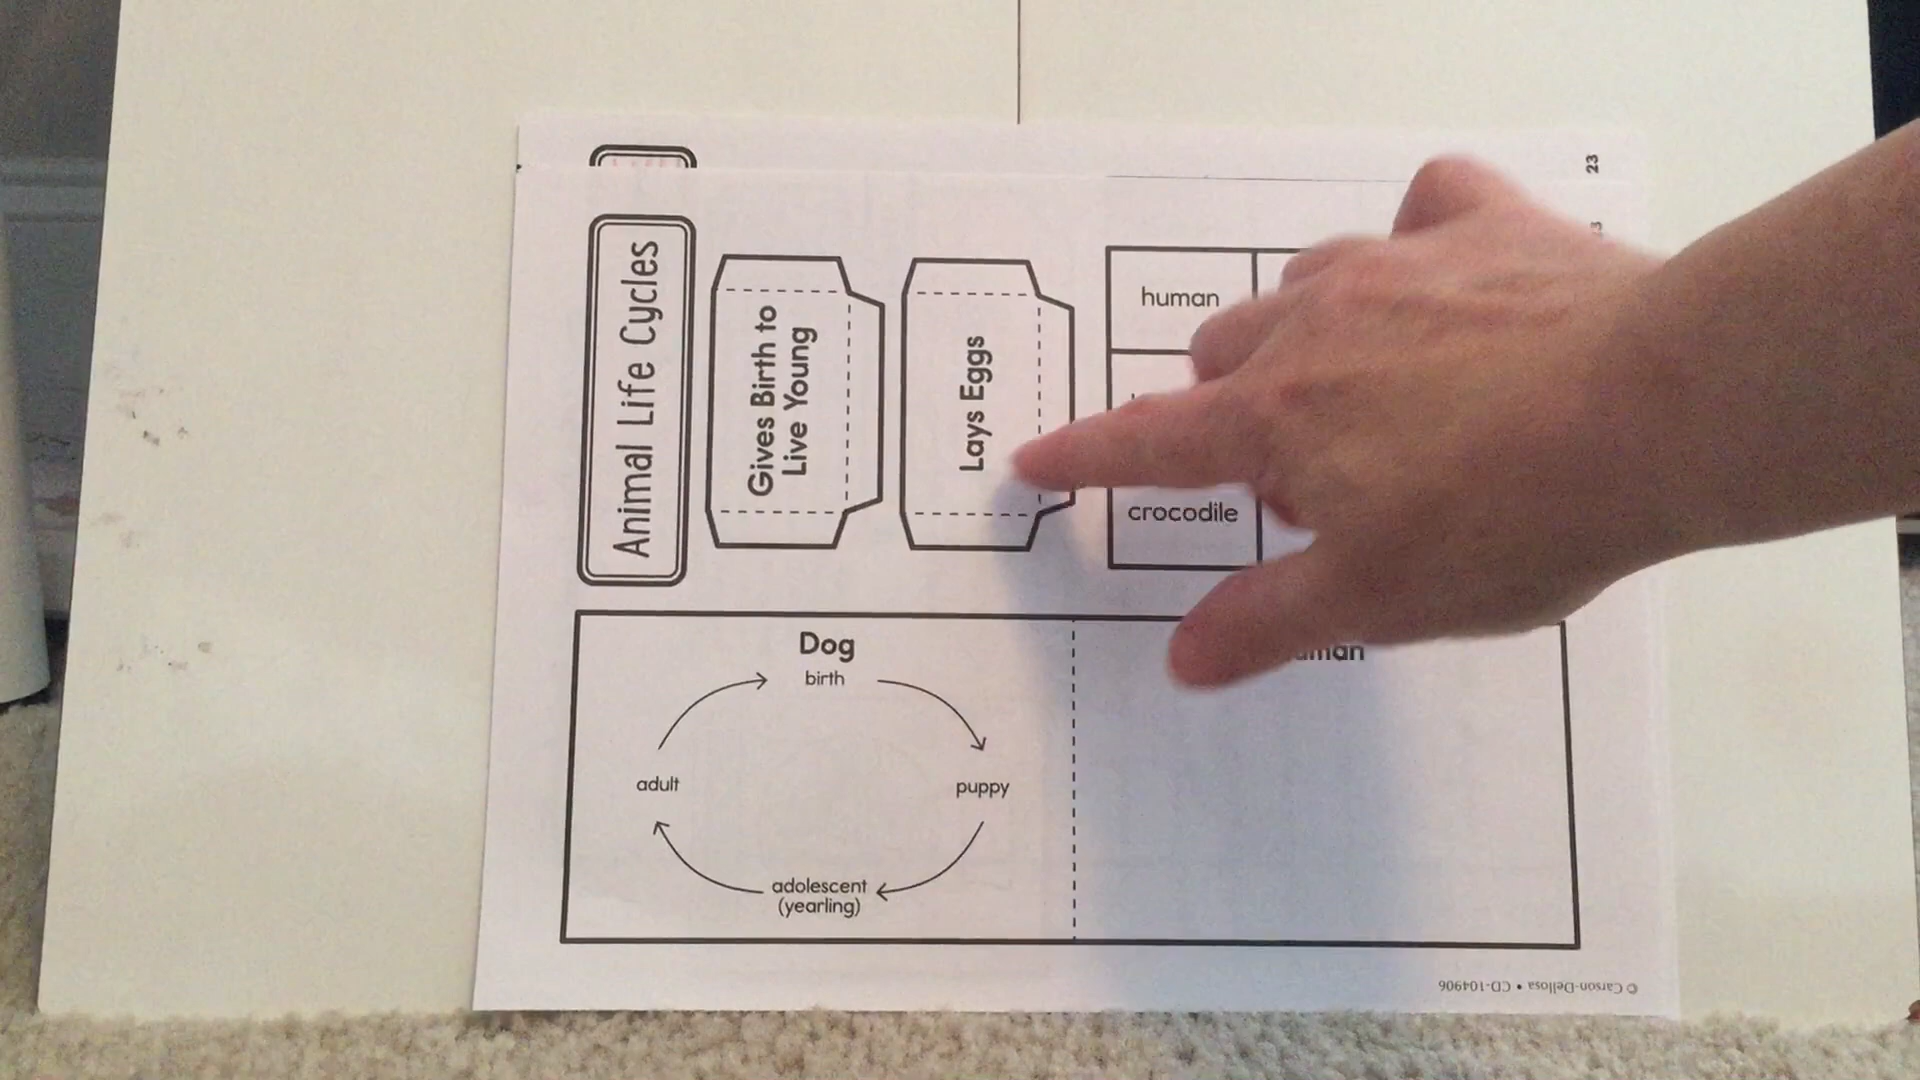 23
Animal Life Cycles
Gives Birth to
Live Young
Lays Eggs
human
crocodile
Dog
birth
adult
puppy
adolescent
(yearling)
© Carson-Dellosa • CD-104906